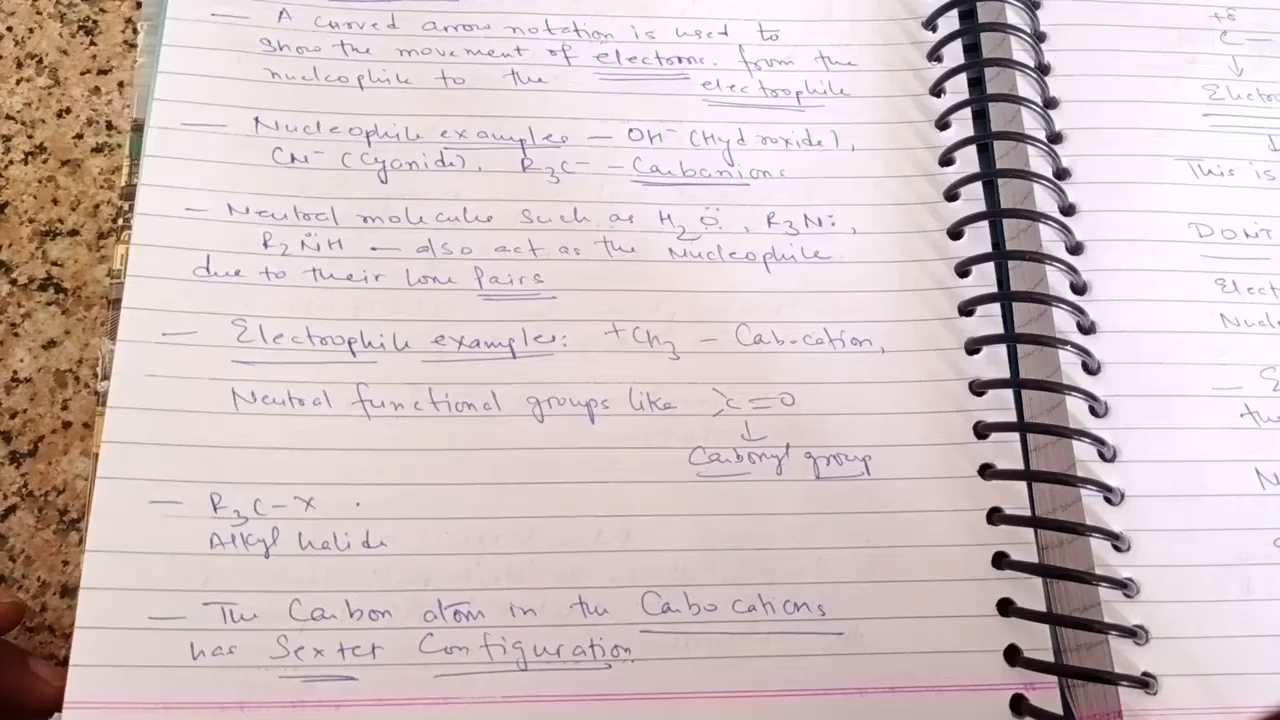 — A curved arrow notation is used to
show the movement of electrons. from the
nucleophile to the electrophile
— Nucleophile examples — OH⁻ (Hydroxide),
CN⁻ (Cyanide), R₃C⁻ — Carbanions
— Neutral molecules such as H₂Ö:, R₃N:,
R₂N̈H — also act as the Nucleophile
due to their lone Pairs
— Electrophile examples: +CH₃ — Carbocation,
Neutral functional groups like >C=O
↓
Carbonyl group
— R₃C–X .
Alkyl halide
— The Carbon atom in the Carbocations
has Sextet Configuration
+δ
C —
↓
This is
DON'T